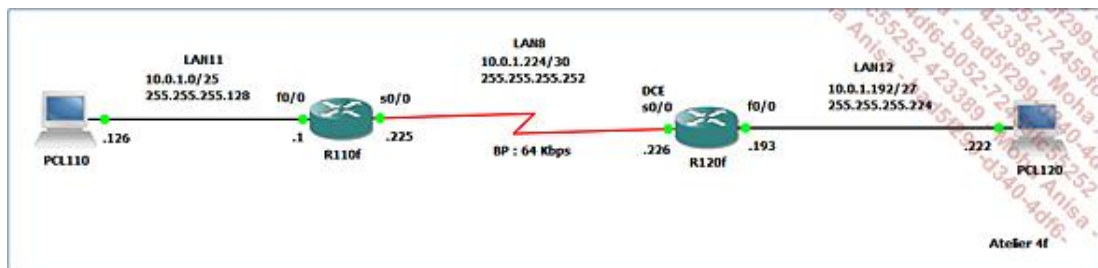 LAN11
10.0.1.0/25
255.255.255.128
f0/0
s0/0
.126
.1
.225
PCL110
R110f
LAN8
10.0.1.224/30
255.255.255.252
BP : 64 Kbps
DCE
s0/0
f0/0
.226
.193
R120f
LAN12
10.0.1.192/27
255.255.255.224
.222
PCL120
Atelier 4f